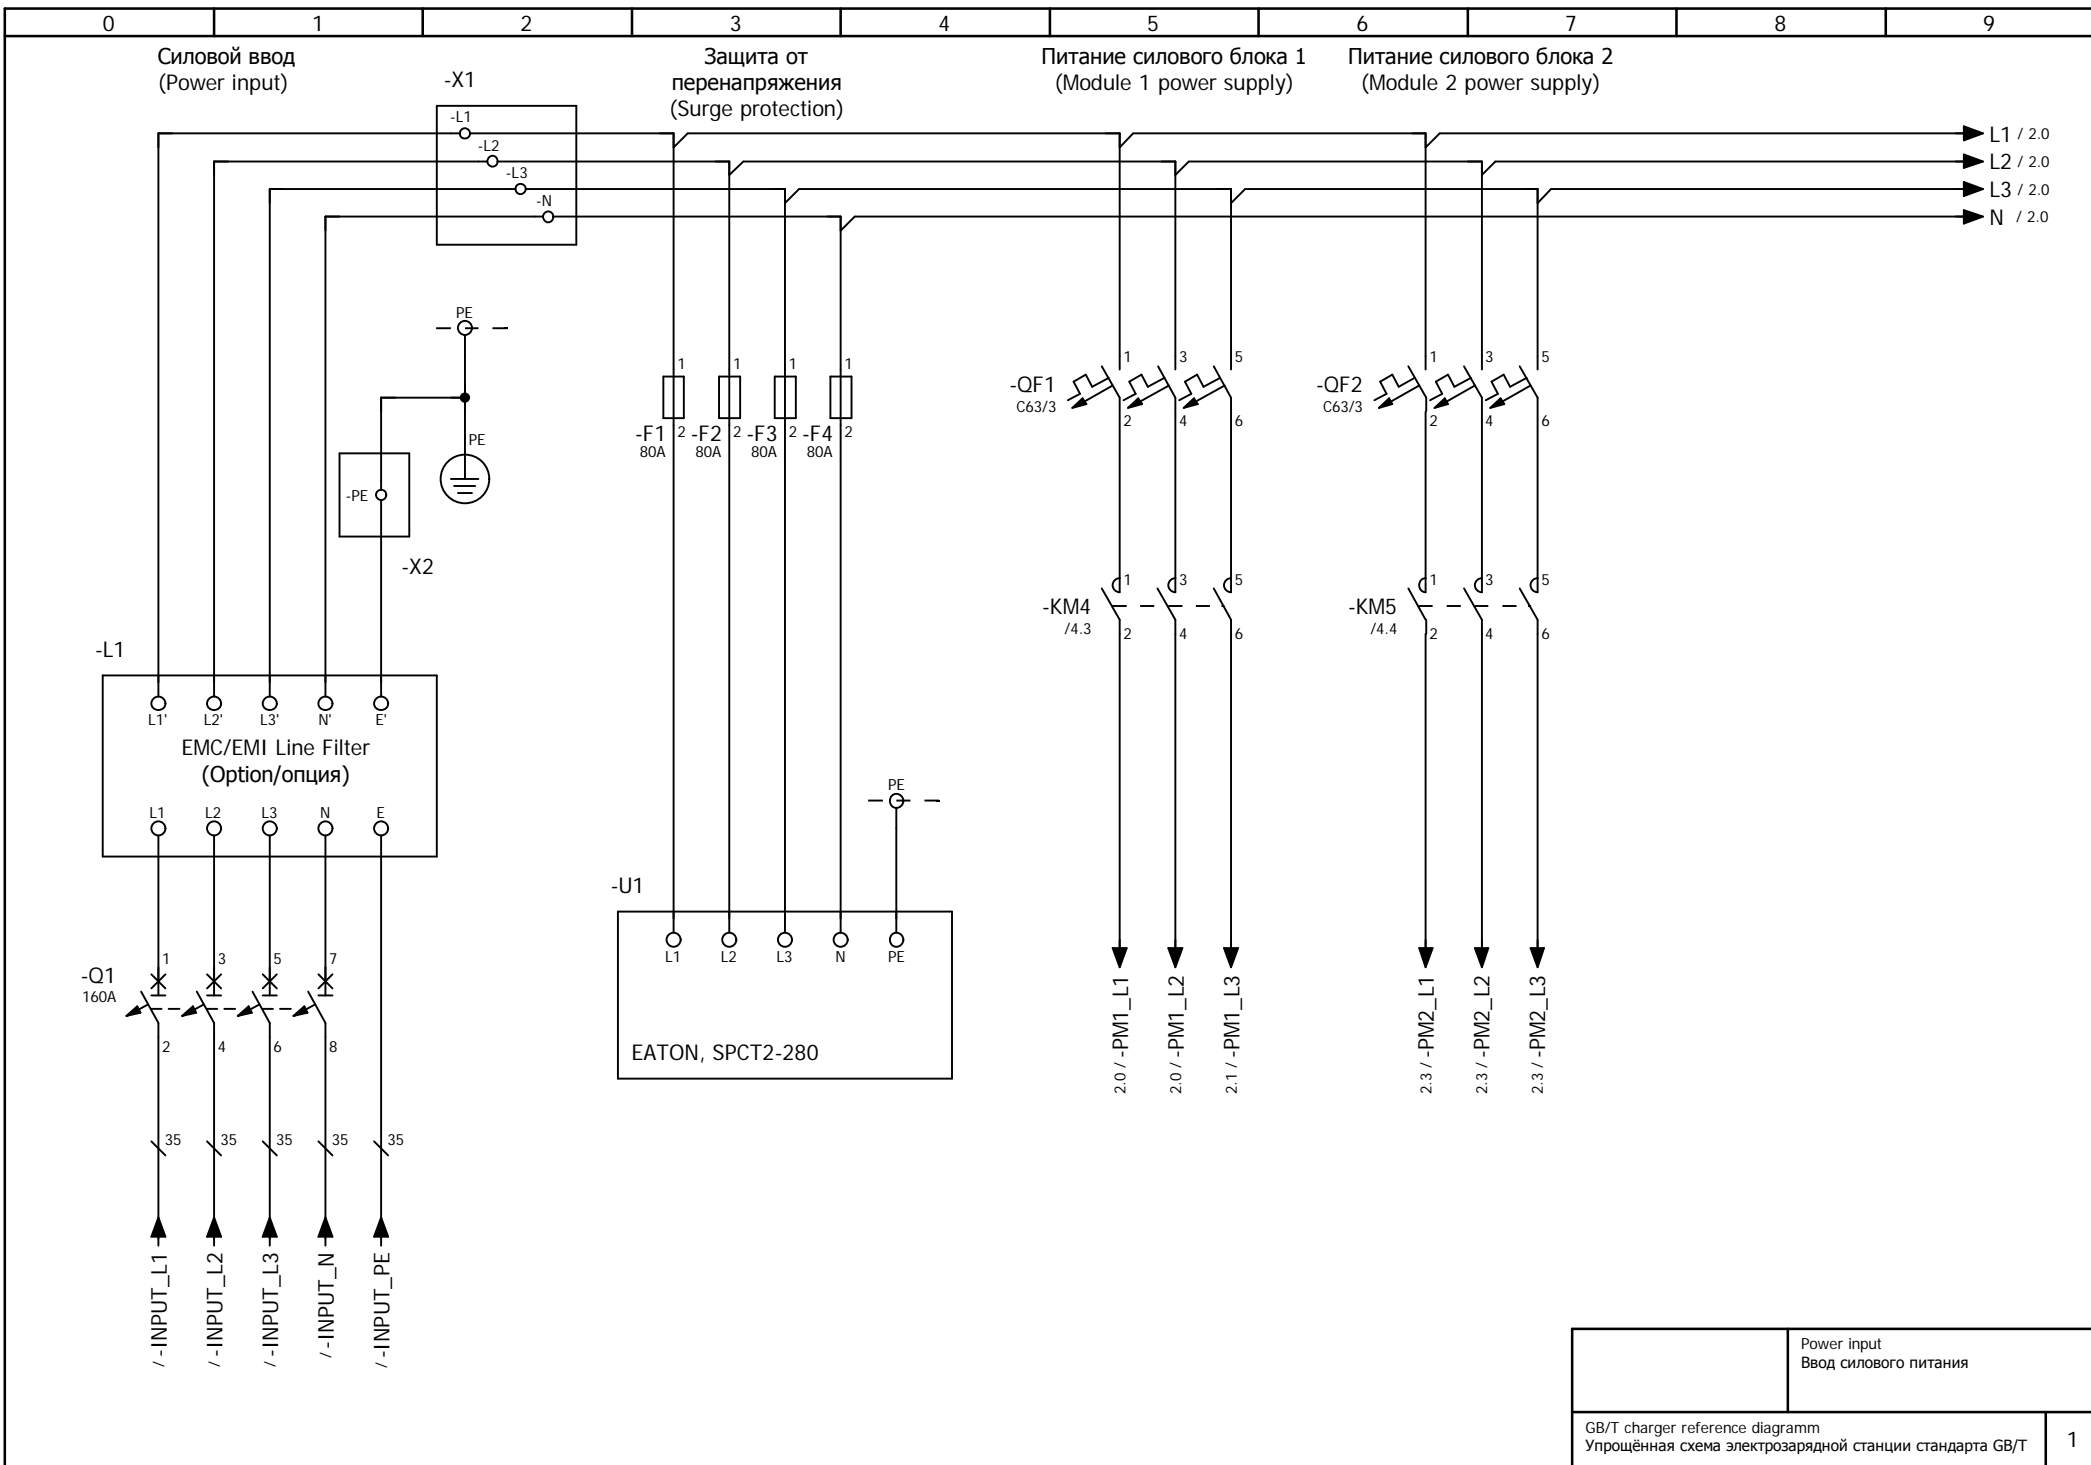 0 1 2 3 4 5 6 7 8 9
Силовой ввод
(Power input)
Защита от
перенапряжения
(Surge protection)
Питание силового блока 1
(Module 1 power supply)
Питание силового блока 2
(Module 2 power supply)
-X1
-L1
-L2
-L3
-N
L1 / 2.0
L2 / 2.0
L3 / 2.0
N / 2.0
PE
PE
-PE
-X2
1 1 1 1
-F1 2 -F2 2 -F3 2 -F4 2
80A 80A 80A 80A
1 3 5
-QF1
C63/3
2 4 6
1 3 5
-QF2
C63/3
2 4 6
1 3 5
-KM4
/4.3
2 4 6
1 3 5
-KM5
/4.4
2 4 6
-L1
L1' L2' L3' N' E'
EMC/EMI Line Filter
(Option/опция)
L1 L2 L3 N E
PE
-U1
L1 L2 L3 N PE
EATON, SPCT2-280
1 3 5 7
-Q1
160A
2 4 6 8
35 35 35 35 35
/ -INPUT_L1
/ -INPUT_L2
/ -INPUT_L3
/ -INPUT_N
/ -INPUT_PE
2.0 / -PM1_L1
2.0 / -PM1_L2
2.1 / -PM1_L3
2.3 / -PM2_L1
2.3 / -PM2_L2
2.3 / -PM2_L3
Power input
Ввод силового питания
GB/T charger reference diagramm
Упрощённая схема электрозарядной станции стандарта GB/T
1